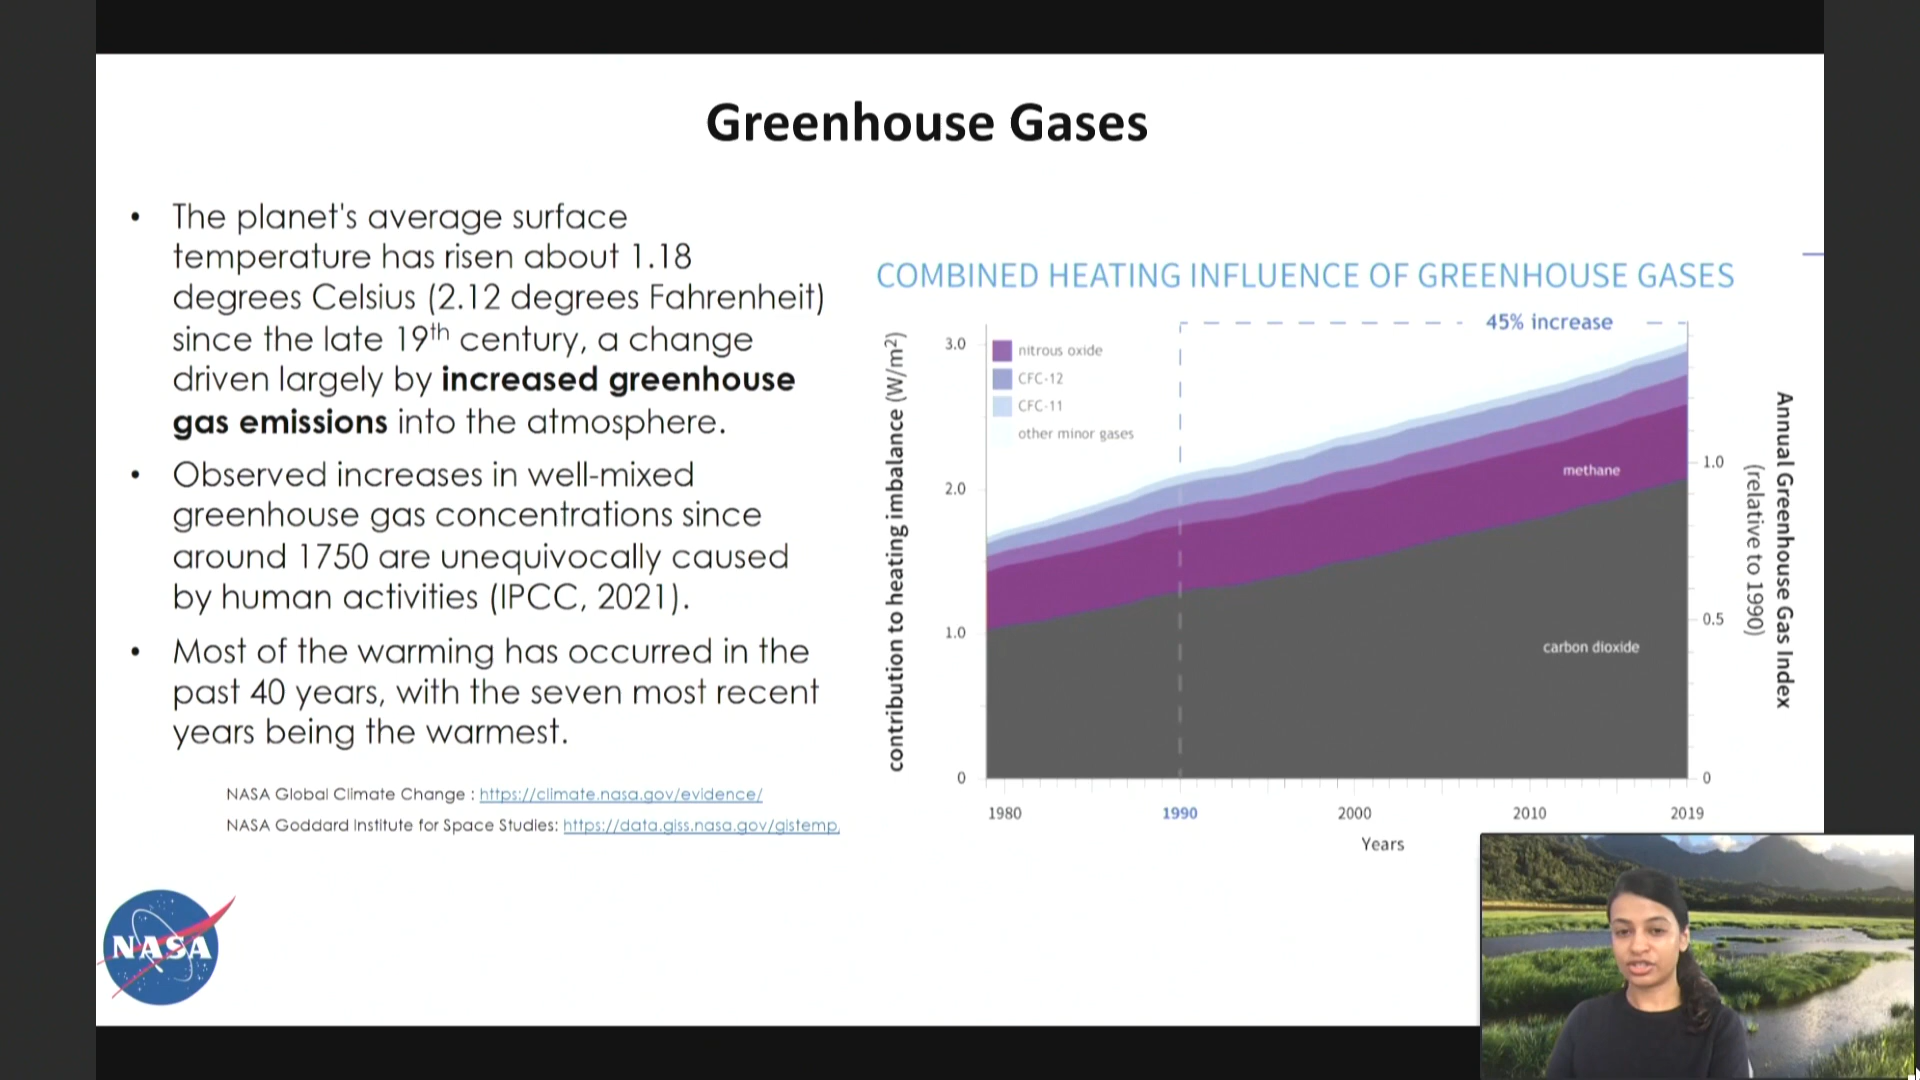 Greenhouse Gases
• The planet's average surface
temperature has risen about 1.18
degrees Celsius (2.12 degrees Fahrenheit)
since the late 19th century, a change
driven largely by increased greenhouse
gas emissions into the atmosphere.
• Observed increases in well-mixed
greenhouse gas concentrations since
around 1750 are unequivocally caused
by human activities (IPCC, 2021).
• Most of the warming has occurred in the
past 40 years, with the seven most recent
years being the warmest.
NASA Global Climate Change : https://climate.nasa.gov/evidence/
NASA Goddard Institute for Space Studies: https://data.giss.nasa.gov/gistemp
NASA
COMBINED HEATING INFLUENCE OF GREENHOUSE GASES
45% increase
contribution to heating imbalance (W/m²)
3.0
2.0
1.0
0
nitrous oxide
CFC-12
CFC-11
other minor gases
methane
carbon dioxide
1.0
0.5
0
Annual Greenhouse Gas Index
(relative to 1990)
1980 1990 2000 2010 2019
Years